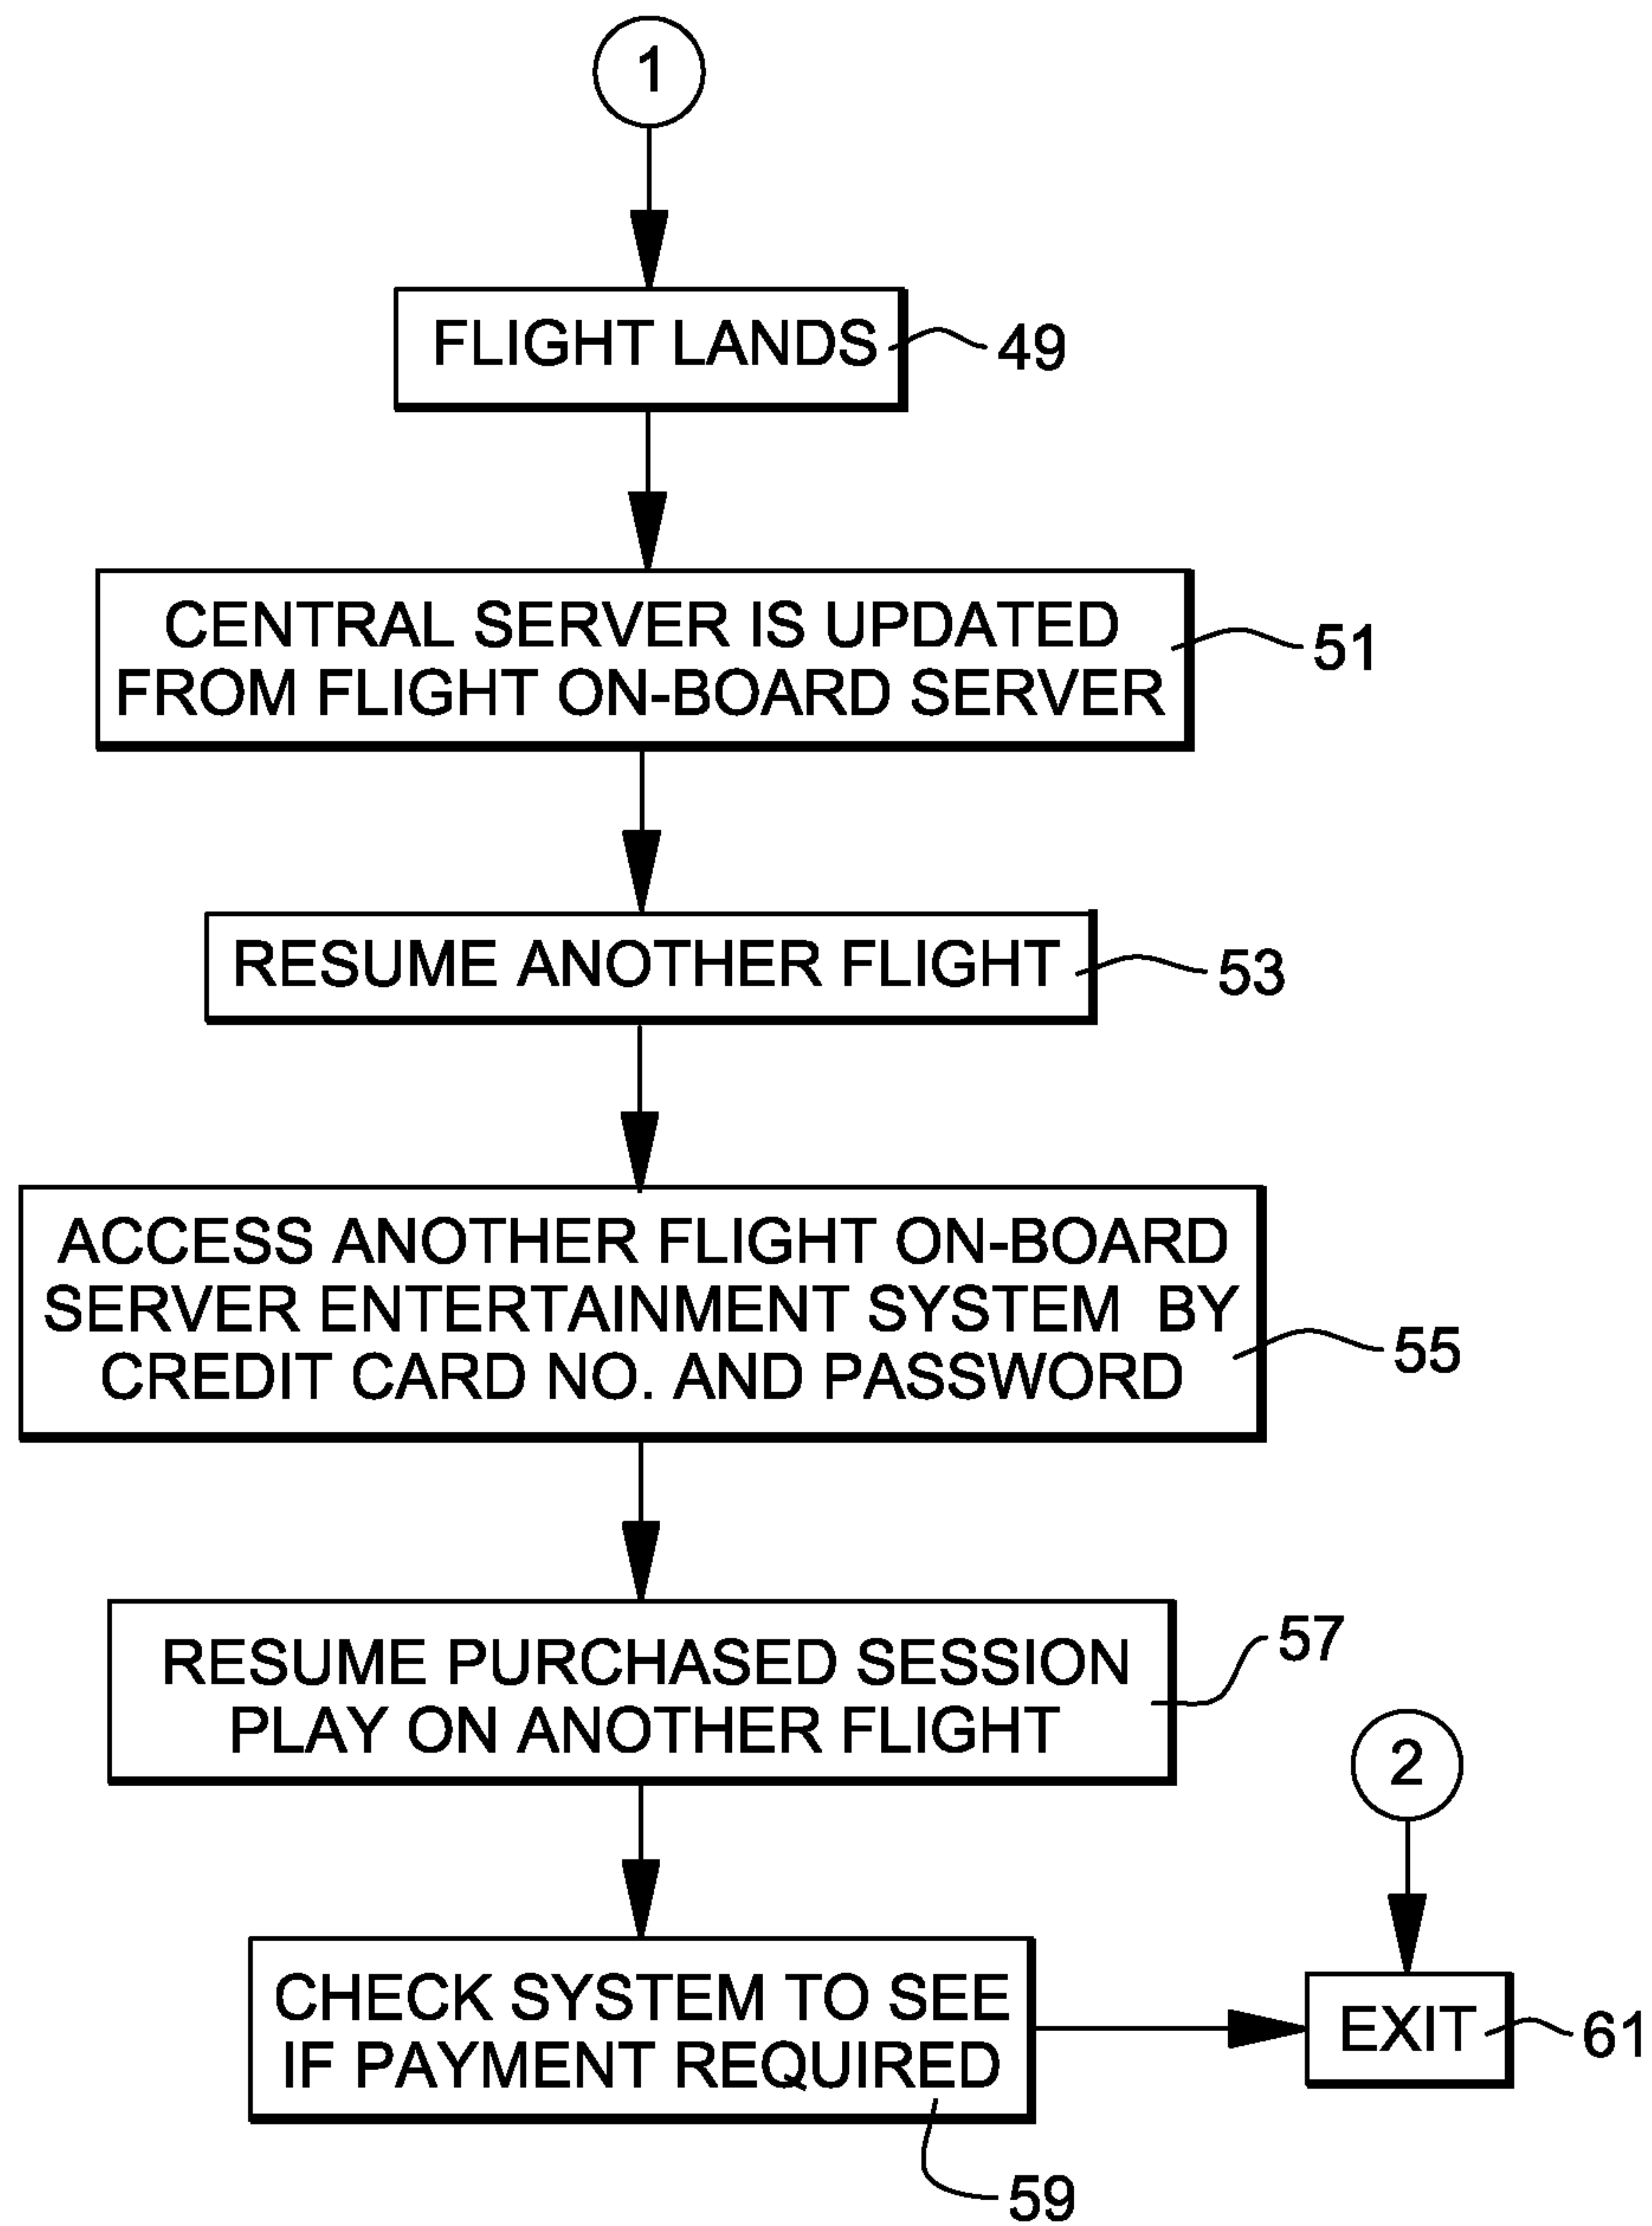 1
FLIGHT LANDS
49
CENTRAL SERVER IS UPDATED
FROM FLIGHT ON-BOARD SERVER
51
RESUME ANOTHER FLIGHT
53
ACCESS ANOTHER FLIGHT ON-BOARD
SERVER ENTERTAINMENT SYSTEM BY
CREDIT CARD NO. AND PASSWORD
55
RESUME PURCHASED SESSION
PLAY ON ANOTHER FLIGHT
57
2
CHECK SYSTEM TO SEE
IF PAYMENT REQUIRED
59
EXIT
61